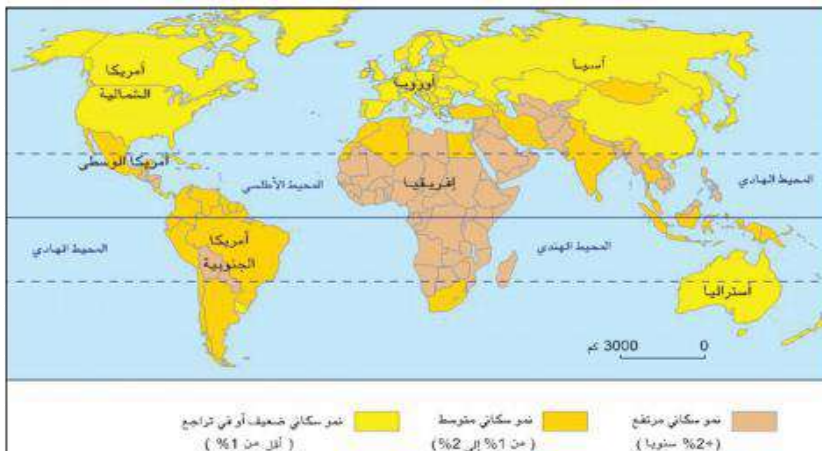 أمريكا
الشمالية
أوروبا
أسيا
أمريكا الوسطى
المحيط الأطلسي
إفريقيا
المحيط الهادي
المحيط الهادي
أمريكا
الجنوبية
المحيط الهندي
أستراليا
3000 كم
0
نمو سكاني مرتفع
(+2% سنويا)
نمو سكاني متوسط
(من 1% إلى 2%)
نمو سكاني ضعيف أو في تراجع
(أقل من 1%)